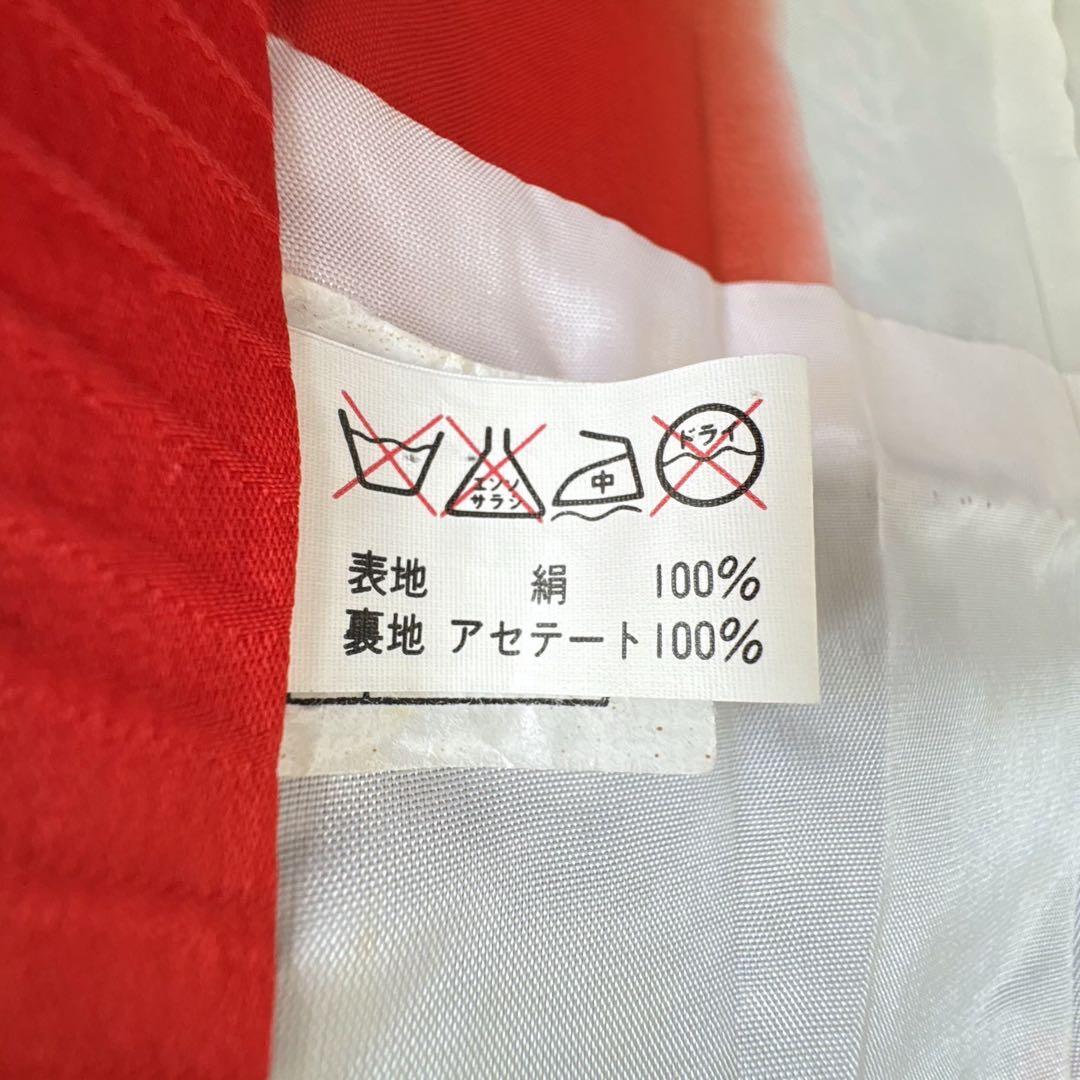 エンソ
サラシ
中
ドライ
表地 絹 100%
裏地 アセテート 100%